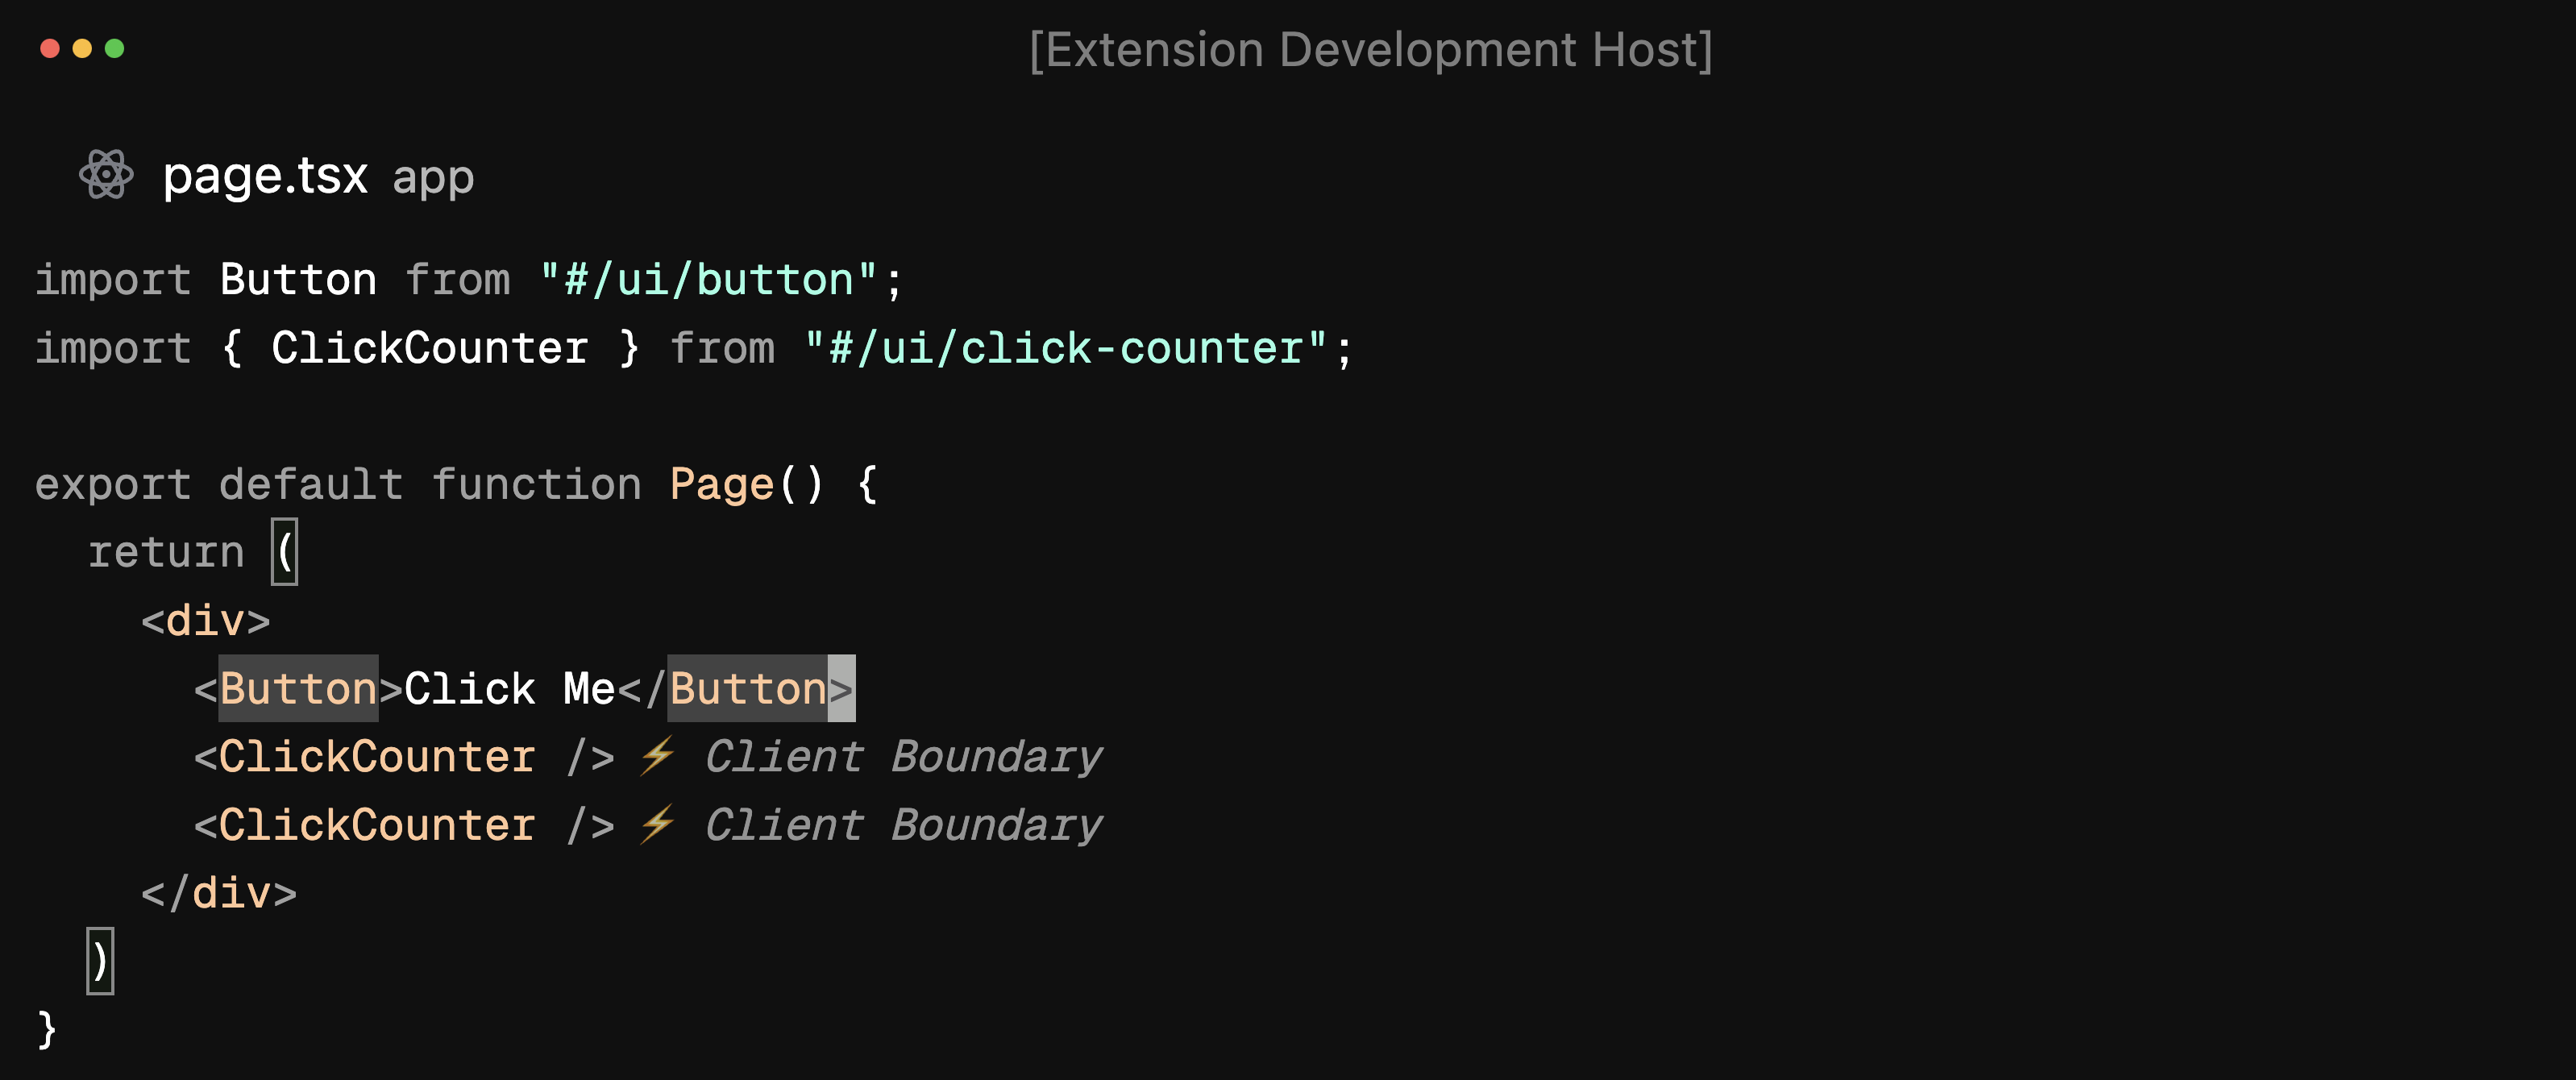 [Extension Development Host]
page.tsx app
import Button from "#/ui/button";
import { ClickCounter } from "#/ui/click-counter";
export default function Page() {
return (
<div>
<Button>Click Me</Button>
<ClickCounter /> ⚡ Client Boundary
<ClickCounter /> ⚡ Client Boundary
</div>
)
}